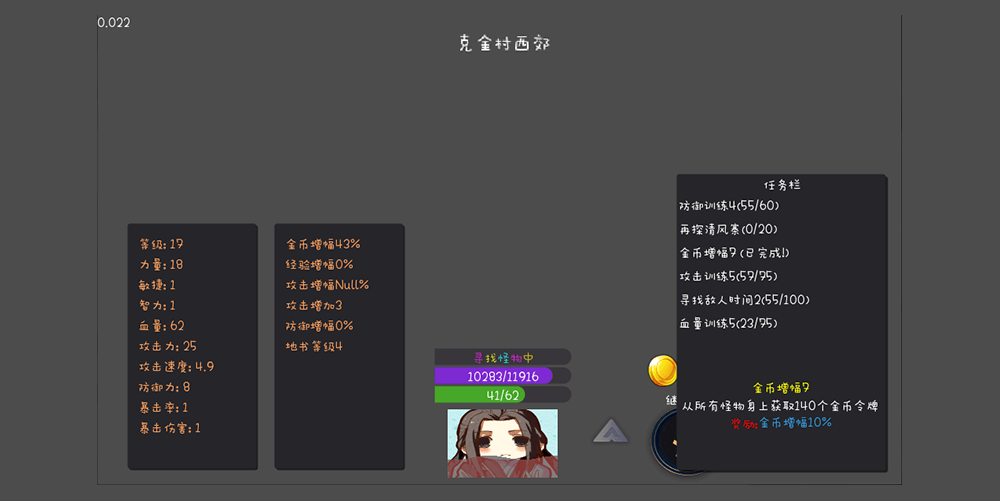 0.022
克金村西郊
等级: 17
力量: 18
敏捷: 1
智力: 1
血量: 62
攻击力: 25
攻击速度: 4.9
防御力: 8
暴击率: 1
暴击伤害: 1
金币增幅43%
经验增幅0%
攻击增幅Null%
攻击增加3
防御增幅0%
地书等级4
寻找怪物中
10283/11916
41/62
继
任务栏
防御训练4(55/60)
再探清风寨(0/20)
金币增幅7 (已完成!)
攻击训练5(57/75)
寻找敌人时间2(55/100)
血量训练5(23/75)
金币增幅7
从所有怪物身上获取140个金币令牌
奖励:金币增幅10%